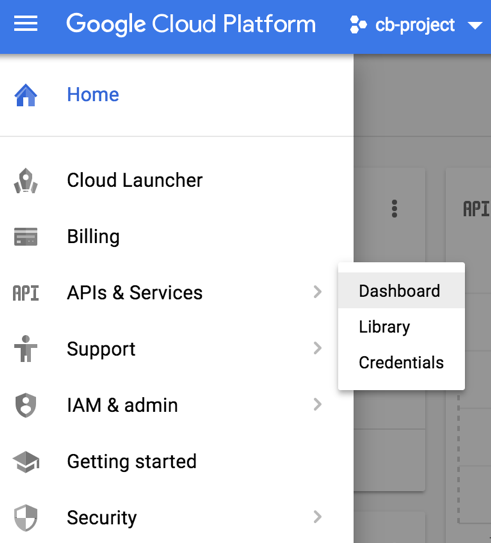 Google Cloud Platform cb-project
Home
Cloud Launcher
Billing
API APIs & Services
Support
IAM & admin
Getting started
Security
Dashboard
Library
Credentials
API